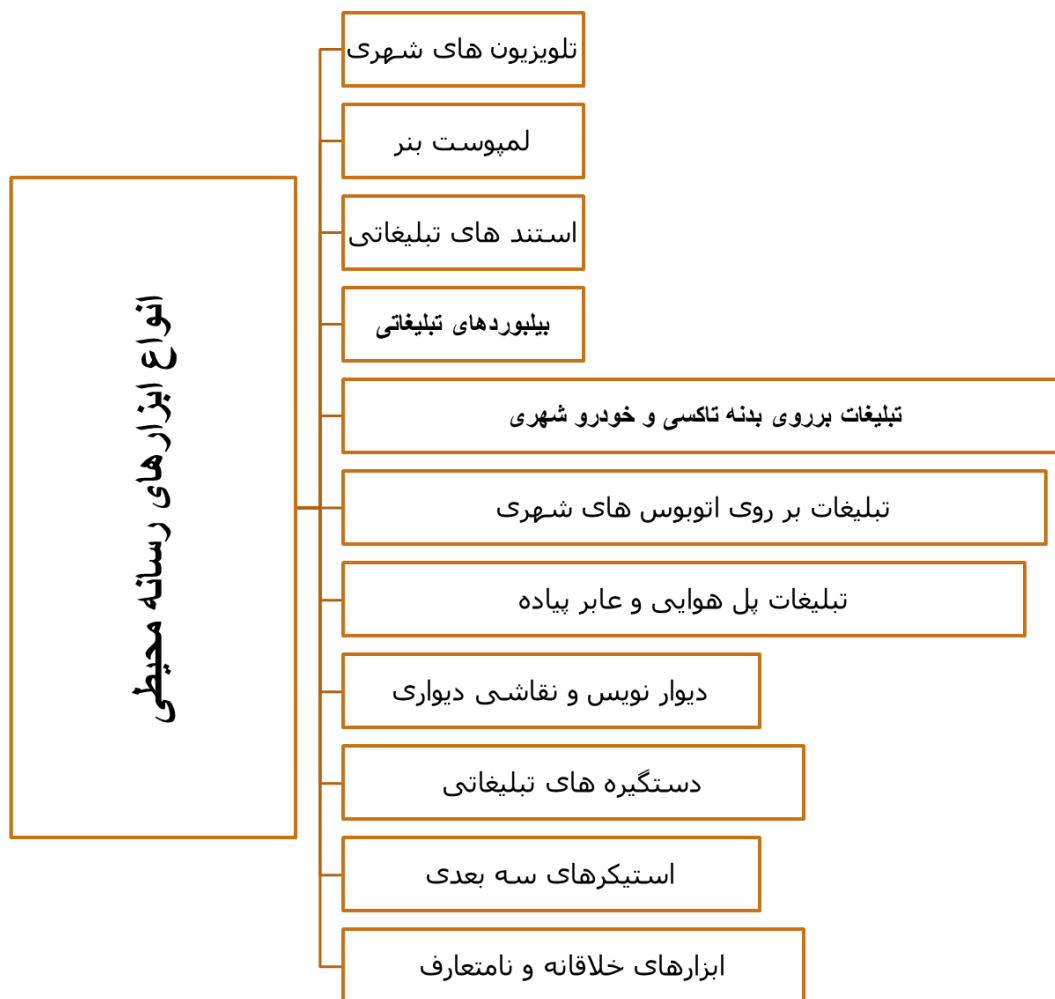 انواع ابزارهای رسانه محیطی
تلویزیون های شهری
لمپوست بنر
استند های تبلیغاتی
بیلبوردهای تبلیغاتی
تبلیغات برروی بدنه تاکسی و خودرو شهری
تبلیغات بر روی اتوبوس های شهری
تبلیغات پل هوایی و عابر پیاده
دیوار نویس و نقاشی دیواری
دستگیره های تبلیغاتی
استیکرهای سه بعدی
ابزارهای خلاقانه و نامتعارف